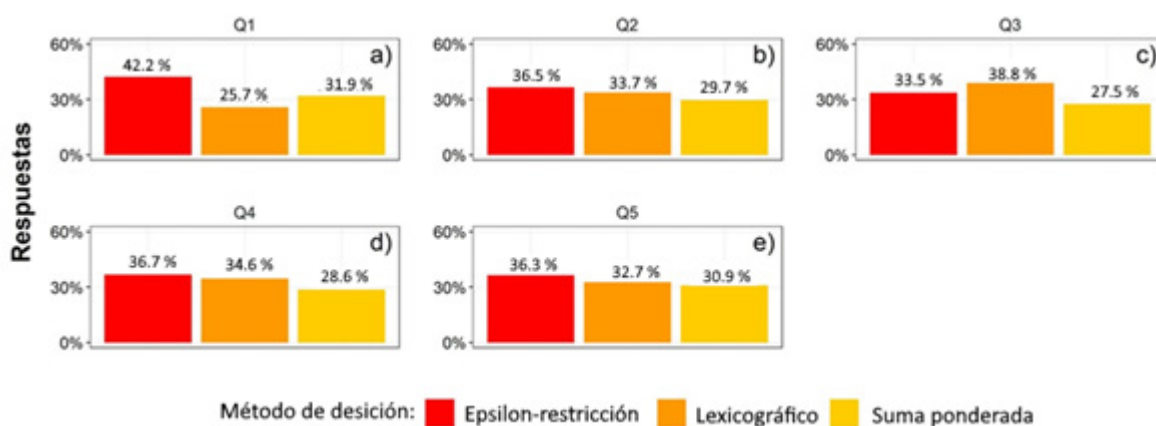 Q1
60%
a)
42.2 %
25.7 %
31.9 %
30%
0%
Q2
60%
b)
36.5 %
33.7 %
29.7 %
30%
0%
Q3
60%
c)
33.5 %
38.8 %
27.5 %
30%
0%
Respuestas
Q4
60%
d)
36.7 %
34.6 %
28.6 %
30%
0%
Q5
60%
e)
36.3 %
32.7 %
30.9 %
30%
0%
Método de desición: Epsilon-restricción Lexicográfico Suma ponderada